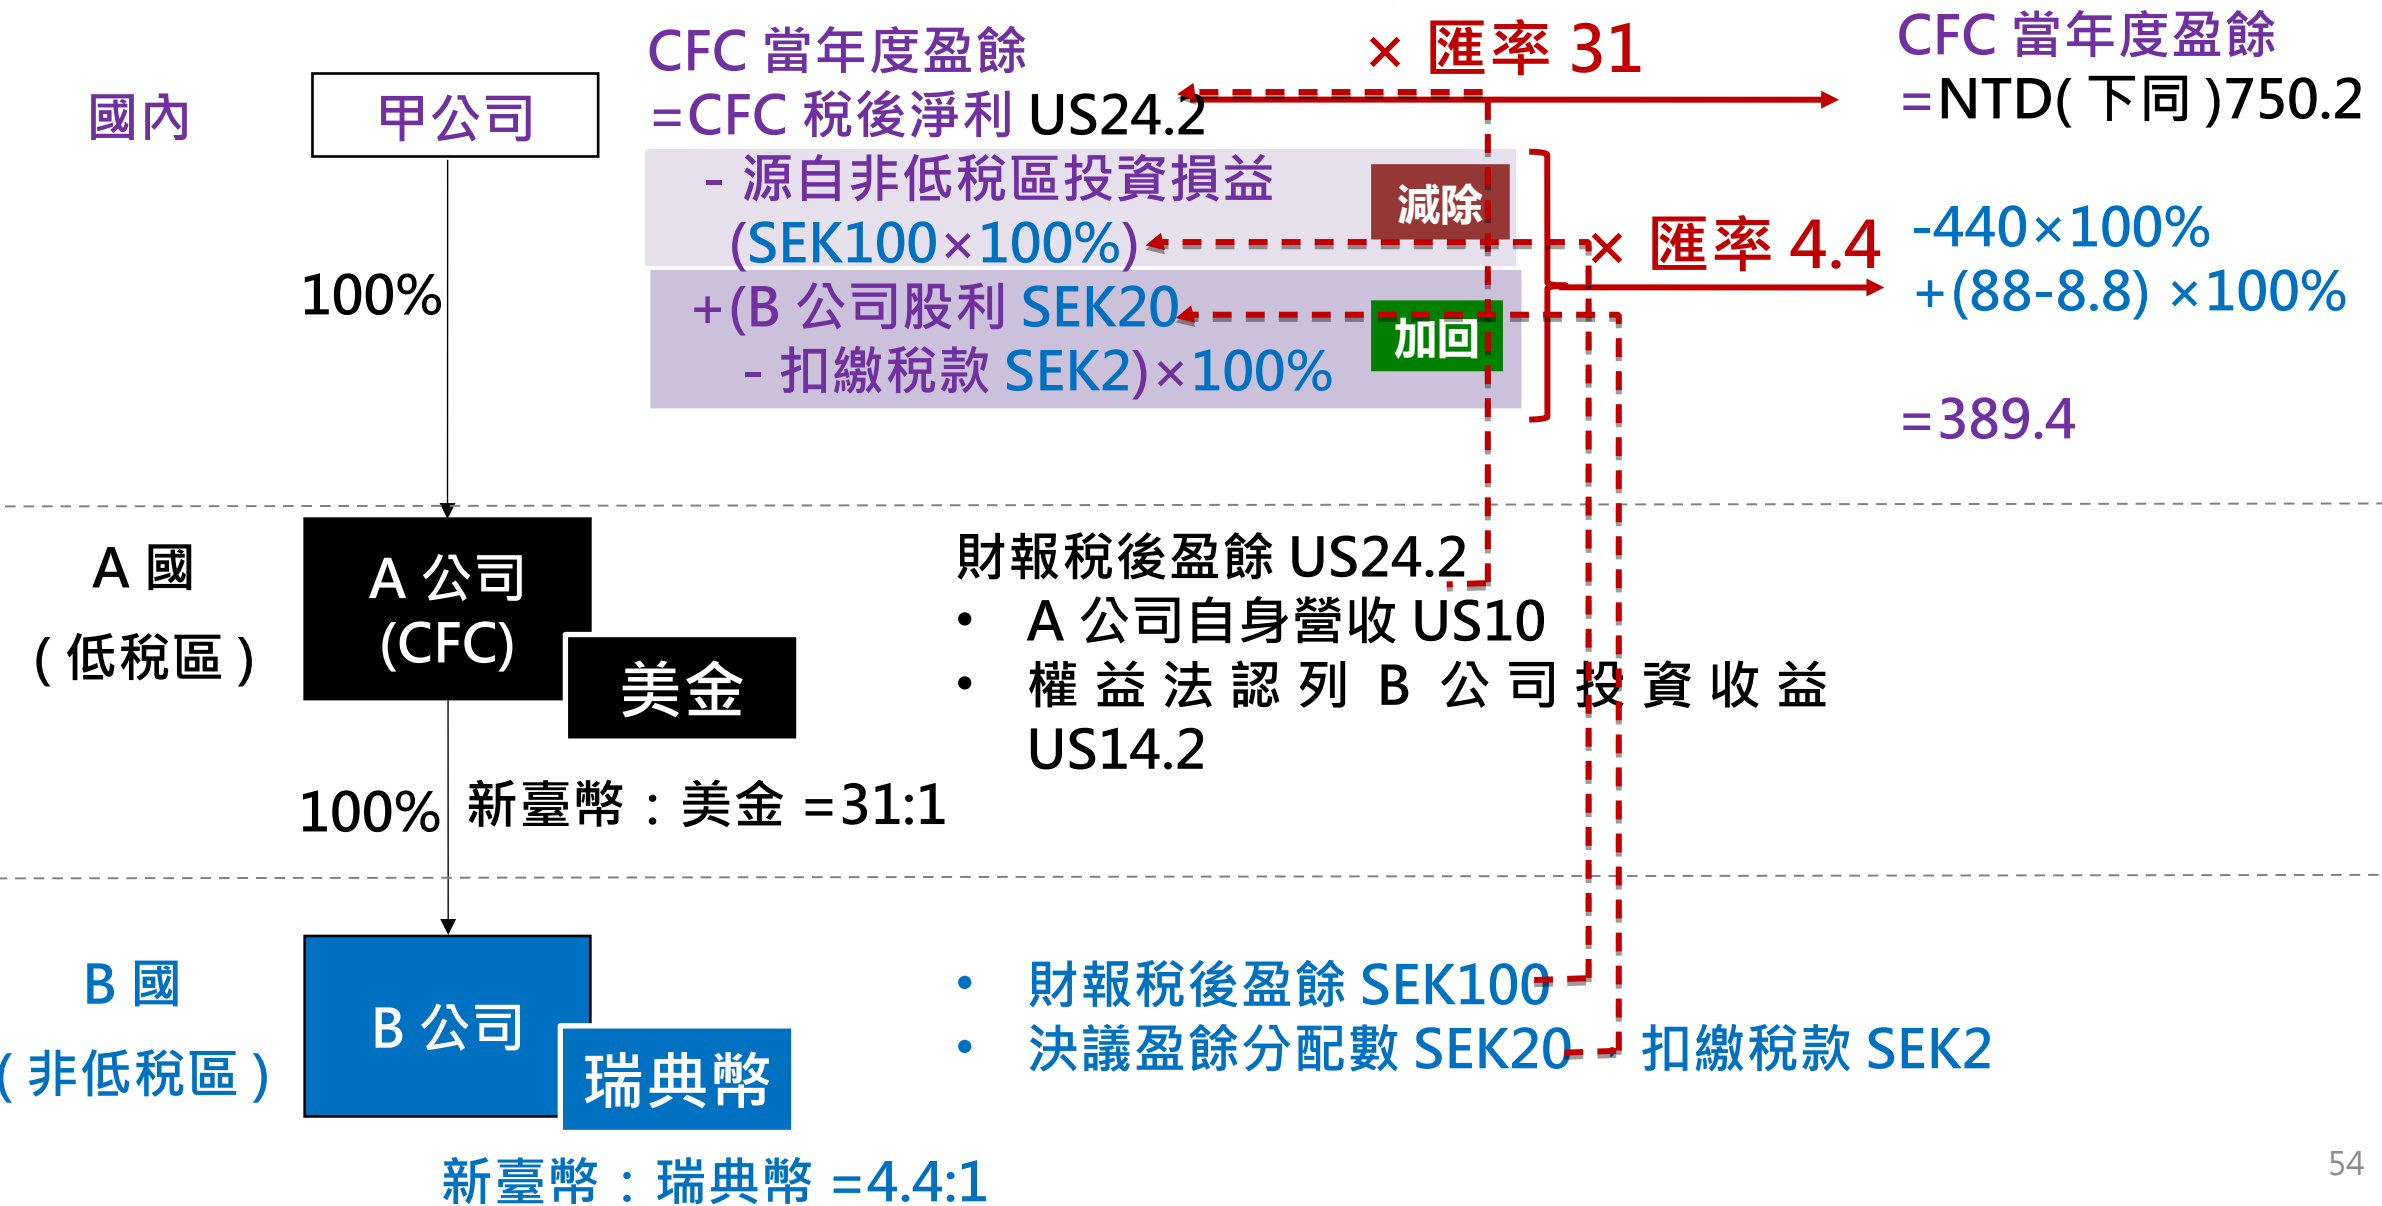 國內
甲公司
100%
CFC 當年度盈餘
=CFC 稅後淨利 US24.2
- 源自非低稅區投資損益
(SEK100×100%)
+(B 公司股利 SEK20
- 扣繳稅款 SEK2)×100%
減除
加回
× 匯率 31
× 匯率 4.4
CFC 當年度盈餘
=NTD( 下同 )750.2
-440×100%
+(88-8.8) ×100%
=389.4
A 國
( 低稅區 )
A 公司
(CFC)
美金
財報稅後盈餘 US24.2
• A 公司自身營收 US10
• 權益法認列 B 公司投資收益
US14.2
100%
新臺幣：美金 =31:1
B 國
( 非低稅區 )
B 公司
瑞典幣
• 財報稅後盈餘 SEK100
• 決議盈餘分配數 SEK20 扣繳稅款 SEK2
新臺幣：瑞典幣 =4.4:1
54